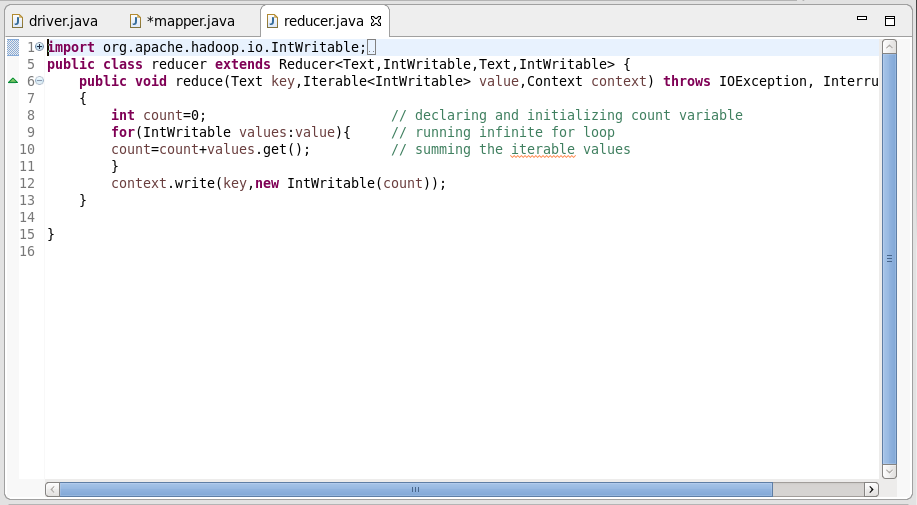 driver.java *mapper.java reducer.java
1 import org.apache.hadoop.io.IntWritable;
5 public class reducer extends Reducer<Text,IntWritable,Text,IntWritable> {
6 public void reduce(Text key,Iterable<IntWritable> value,Context context) throws IOException, Interru
7 {
8 int count=0; // declaring and initializing count variable
9 for(IntWritable values:value){ // running infinite for loop
10 count=count+values.get(); // summing the iterable values
11 }
12 context.write(key,new IntWritable(count));
13 }
14
15 }
16